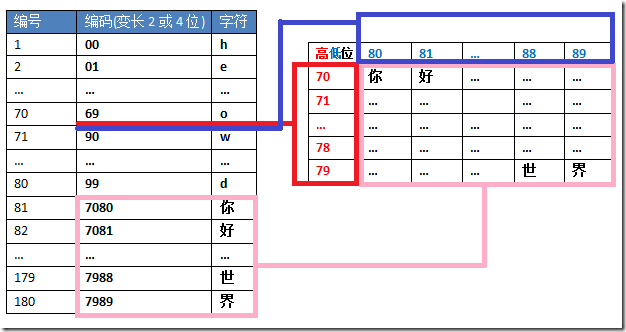 编号 编码(变长 2 或 4 位) 字符
1 00 h
2 01 e
... ... ...
70 69 o
71 90 w
... ... ...
80 99 d
81 7080 你
82 7081 好
... ... ...
179 7988 世
180 7989 界
高低位 80 81 ... 88 89
70 你 好 ... ... ...
71 ... ... ... ... ...
... ... ... ... ... ...
78 ... ... ... ... ...
79 ... ... ... 世 界